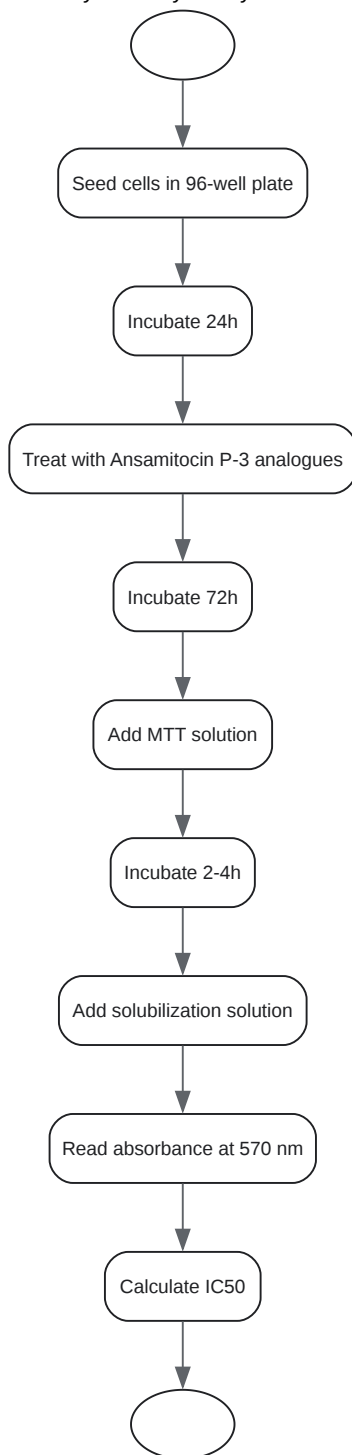 Seed cells in 96-well plate
Incubate 24h
Treat with Ansamitocin P-3 analogues
Incubate 72h
Add MTT solution
Incubate 2-4h
Add solubilization solution
Read absorbance at 570 nm
Calculate IC50